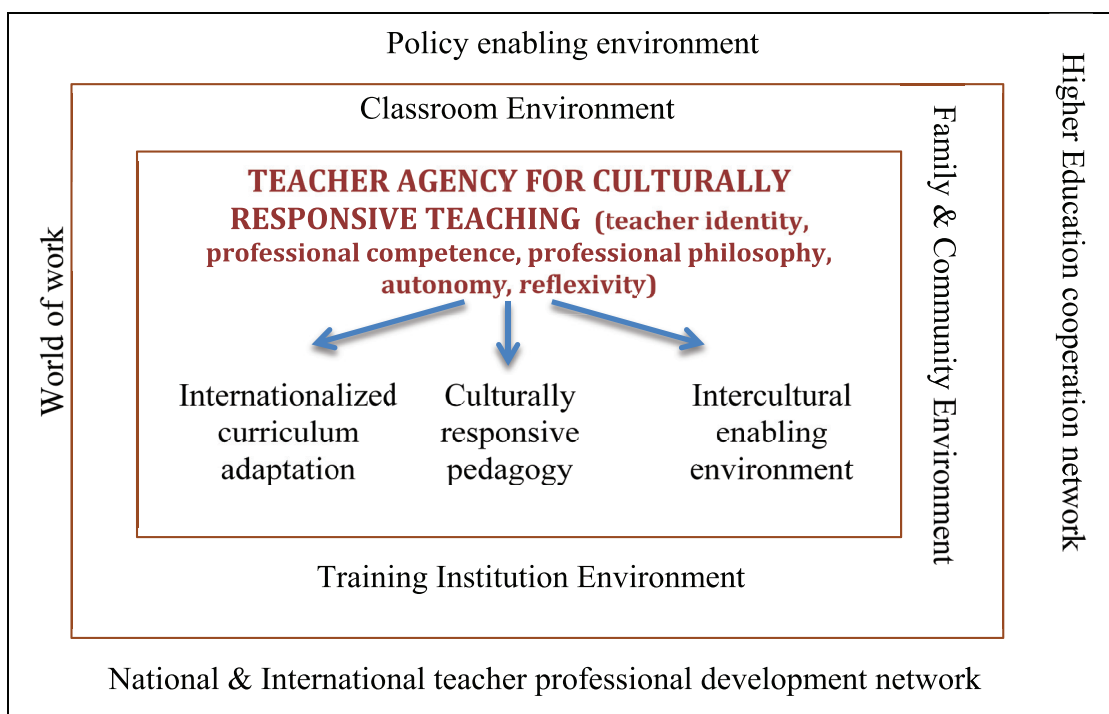 Policy enabling environment
Classroom Environment
TEACHER AGENCY FOR CULTURALLY
RESPONSIVE TEACHING (teacher identity,
professional competence, professional philosophy,
autonomy, reflexivity)
Internationalized
curriculum
adaptation
Culturally
responsive
pedagogy
Intercultural
enabling
environment
Training Institution Environment
National & International teacher professional development network
World of work
Family & Community Environment
Higher Education cooperation network